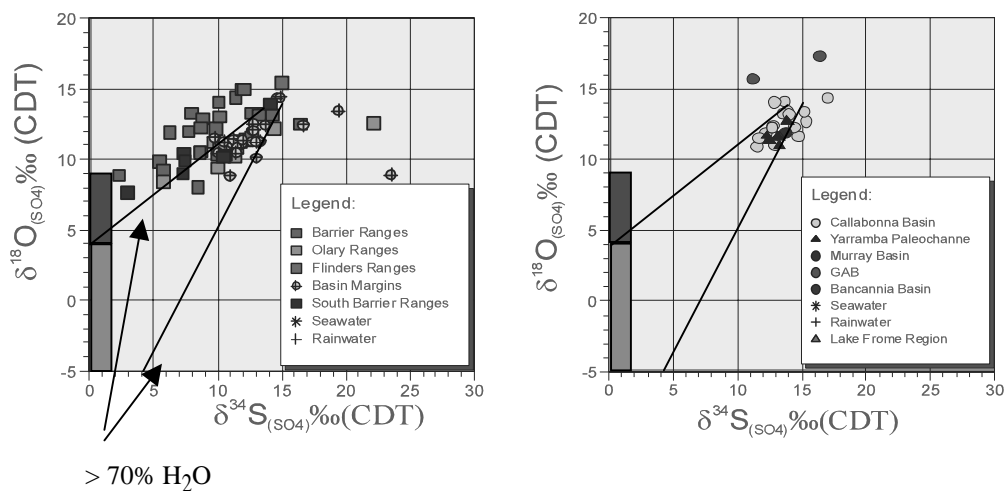 20
15
10
5
0
-5
δ¹⁸O(SO4)‰ (CDT)
0 5 10 15 20 25 30
δ³⁴S(SO4)‰(CDT)
Legend:
Barrier Ranges
Olary Ranges
Flinders Ranges
Basin Margins
South Barrier Ranges
Seawater
Rainwater
> 70% H₂O
20
15
10
5
0
-5
δ¹⁸O(SO4)‰ (CDT)
0 5 10 15 20 25 30
δ³⁴S(SO4)‰(CDT)
Legend:
Callabonna Basin
Yarramba Paleochanne
Murray Basin
GAB
Bancannia Basin
Seawater
Rainwater
Lake Frome Region